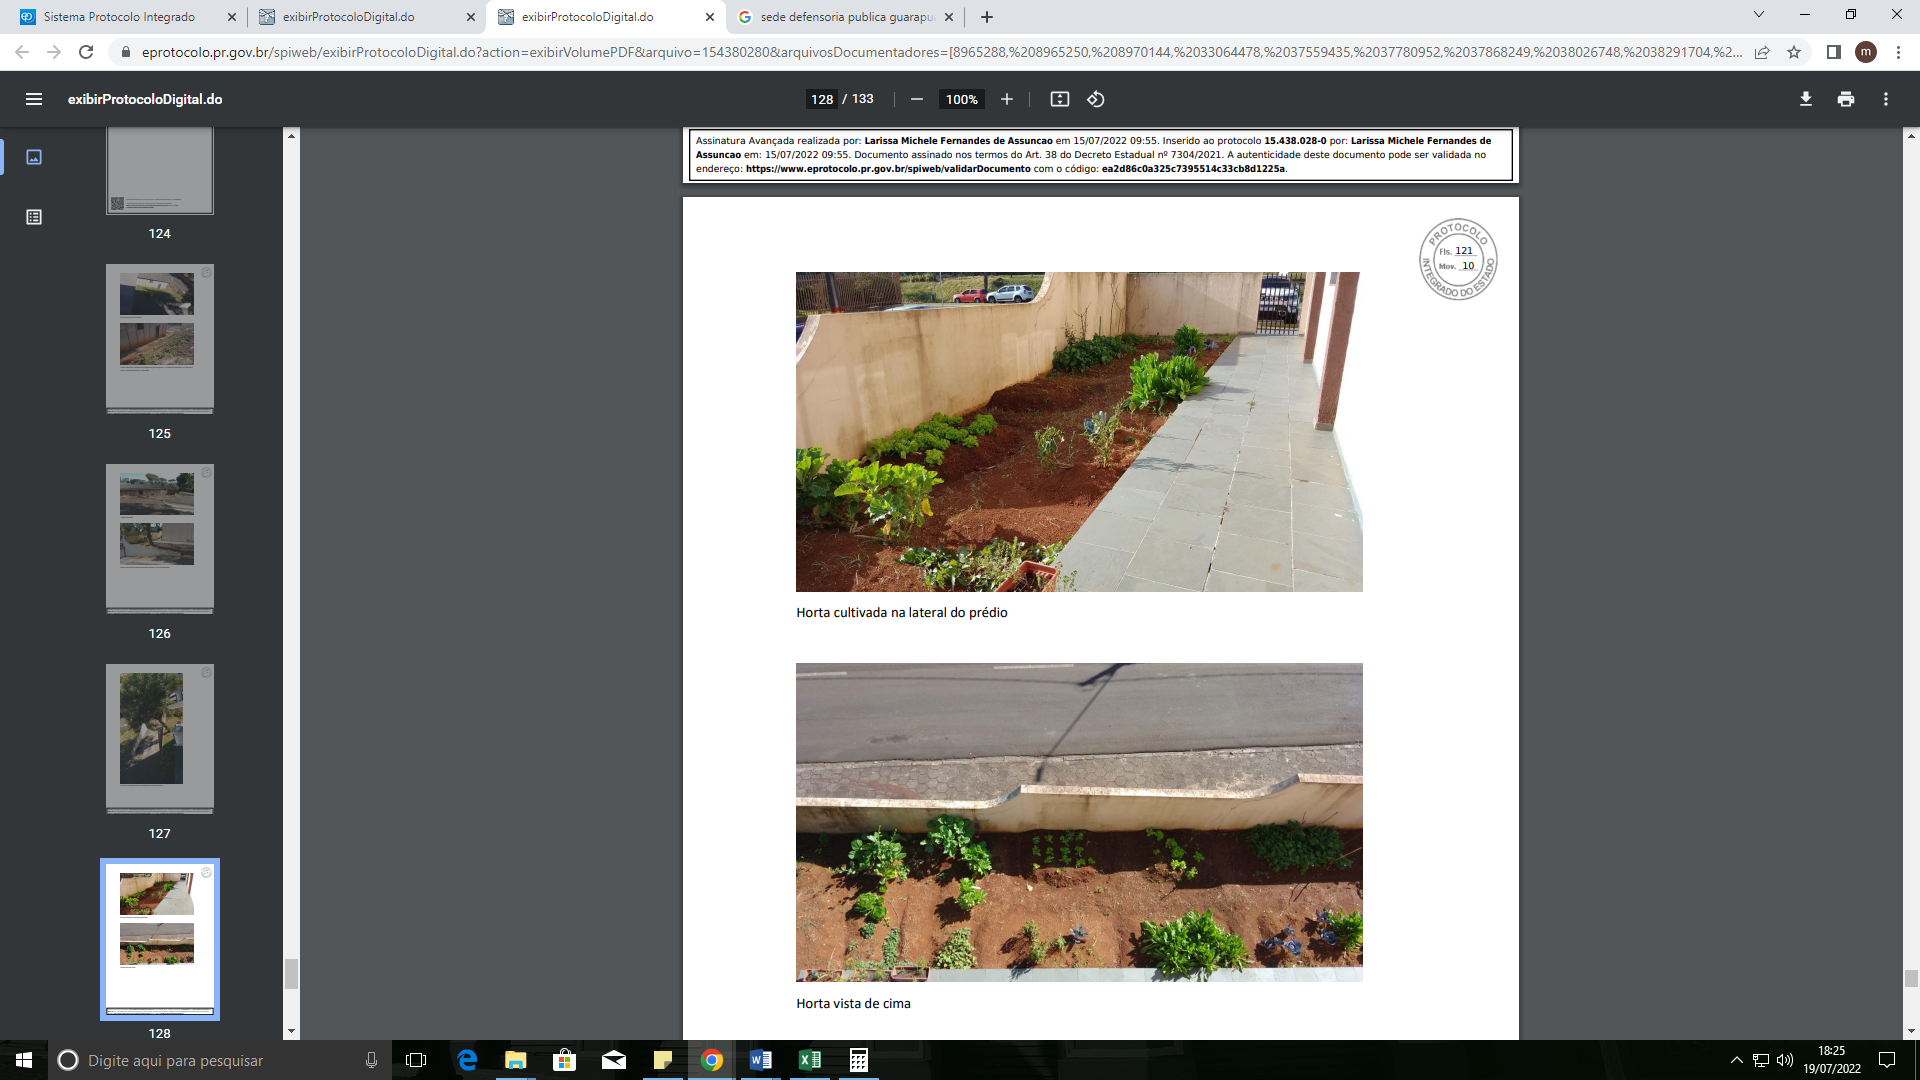 Sistema Protocolo Integrado
exibirProtocoloDigital.do
exibirProtocoloDigital.do
sede defensoria publica guarapu
eprotocolo.pr.gov.br/spiweb/exibirProtocoloDigital.do?action=exibirVolumePDF&arquivo=154380280&arquivosDocumentadores=[8965288,%208965250,%208970144,%2033064478,%2037559435,%2037780952,%2037868249,%2038026748,%2038291704,%2...
m
exibirProtocoloDigital.do
128 / 133
100%
124
125
126
127
128
Assinatura Avançada realizada por: Larissa Michele Fernandes de Assuncao em 15/07/2022 09:55. Inserido ao protocolo 15.438.028-0 por: Larissa Michele Fernandes de
Assuncao em: 15/07/2022 09:55. Documento assinado nos termos do Art. 38 do Decreto Estadual nº 7304/2021. A autenticidade deste documento pode ser validada no
endereço: https://www.eprotocolo.pr.gov.br/spiweb/validarDocumento com o código: ea2d86c0a325c7395514c33cb8d1225a.
PROTOCOLO
Fls. 121
Mov. 10
INTEGRADO DO ESTADO
Horta cultivada na lateral do prédio
Horta vista de cima
Digite aqui para pesquisar
18:25
19/07/2022